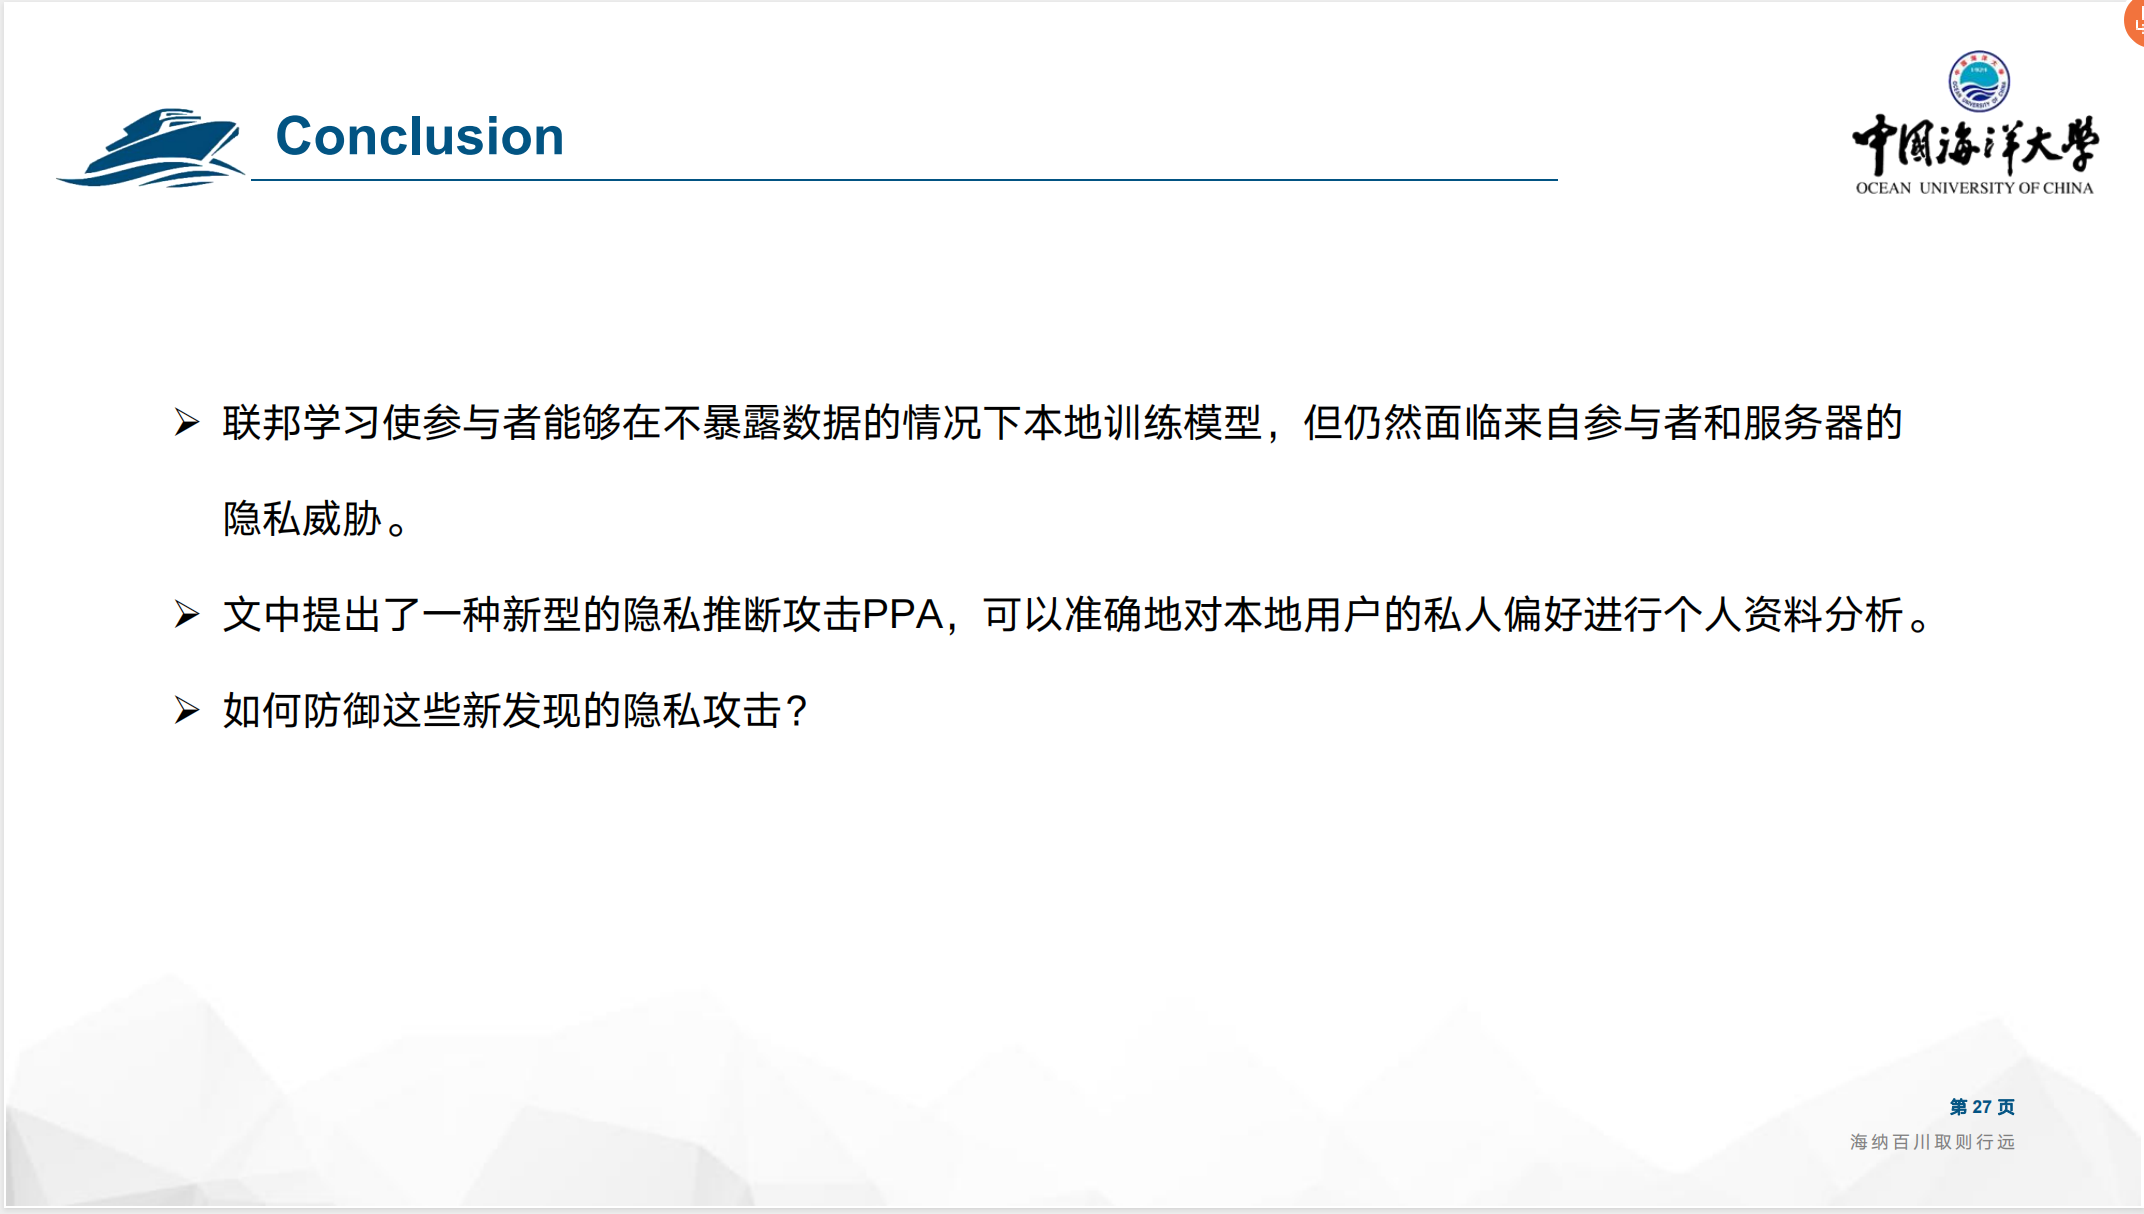 Conclusion
中国海洋大学
OCEAN UNIVERSITY OF CHINA
联邦学习使参与者能够在不暴露数据的情况下本地训练模型，但仍然面临来自参与者和服务器的
隐私威胁。
文中提出了一种新型的隐私推断攻击PPA，可以准确地对本地用户的私人偏好进行个人资料分析。
如何防御这些新发现的隐私攻击？
第 27 页
海纳百川取则行远